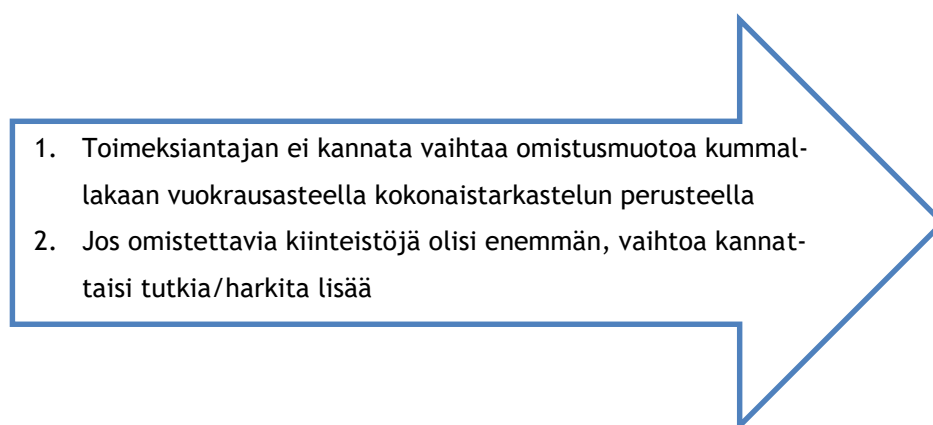 1. Toimeksiantajan ei kannata vaihtaa omistusmuotoa kummal-
lakaan vuokrausasteella kokonaistarkastelun perusteella
2. Jos omistettavia kiinteistöjä olisi enemmän, vaihtoa kannat-
taisi tutkia/harkita lisää